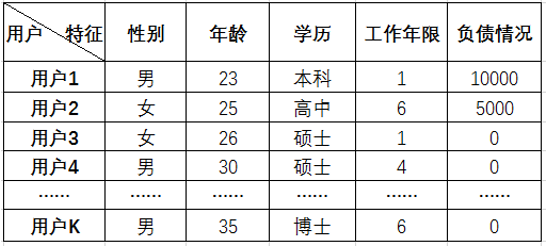 用户 特征 性别 年龄 学历 工作年限 负债情况
用户1 男 23 本科 1 10000
用户2 女 25 高中 6 5000
用户3 女 26 硕士 1 0
用户4 男 30 硕士 4 0
…… …… …… …… …… ……
用户K 男 35 博士 6 0